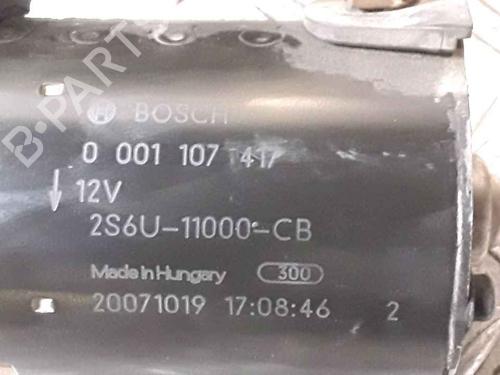 B-PARTS
BOSCH
0 001 107 417
12V
2S6U-11000-CB
Made in Hungary 300
20071019 17:08:46 2